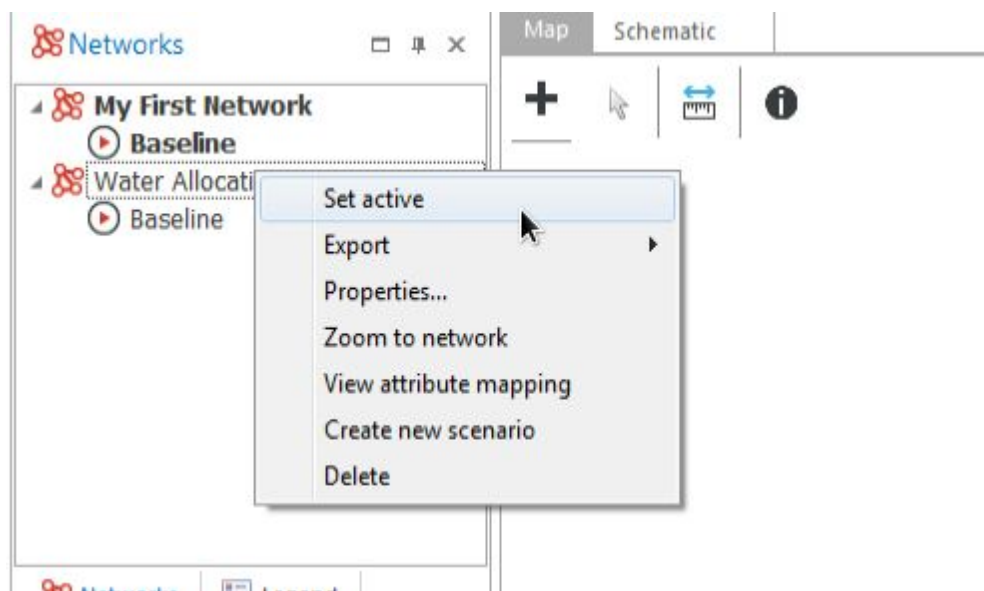 Networks
My First Network
Baseline
Water Allocati
Baseline
Map
Schematic
Set active
Export
Properties...
Zoom to network
View attribute mapping
Create new scenario
Delete